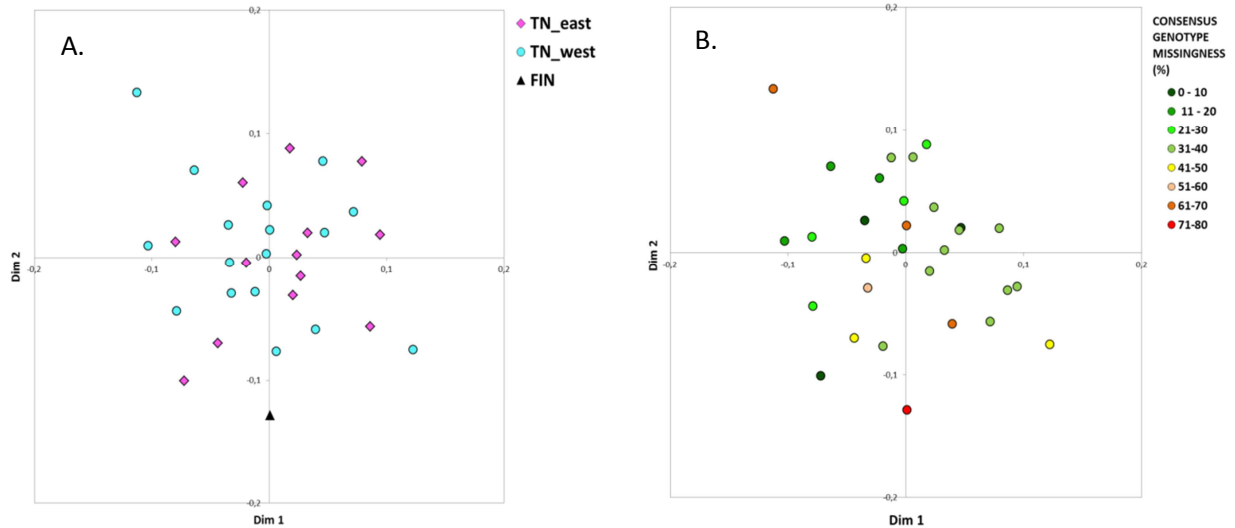 A.
0,2
0,1
-0,2
-0,1
0
0,1
0,2
-0,1
-0,2
Dim 2
Dim 1
TN_east
TN_west
FIN
B.
0,2
0,1
-0,2
-0,1
0
0,1
0,2
-0,1
-0,2
Dim 2
Dim 1
CONSENSUS
GENOTYPE
MISSINGNESS
(%)
0 - 10
11 - 20
21-30
31-40
41-50
51-60
61-70
71-80